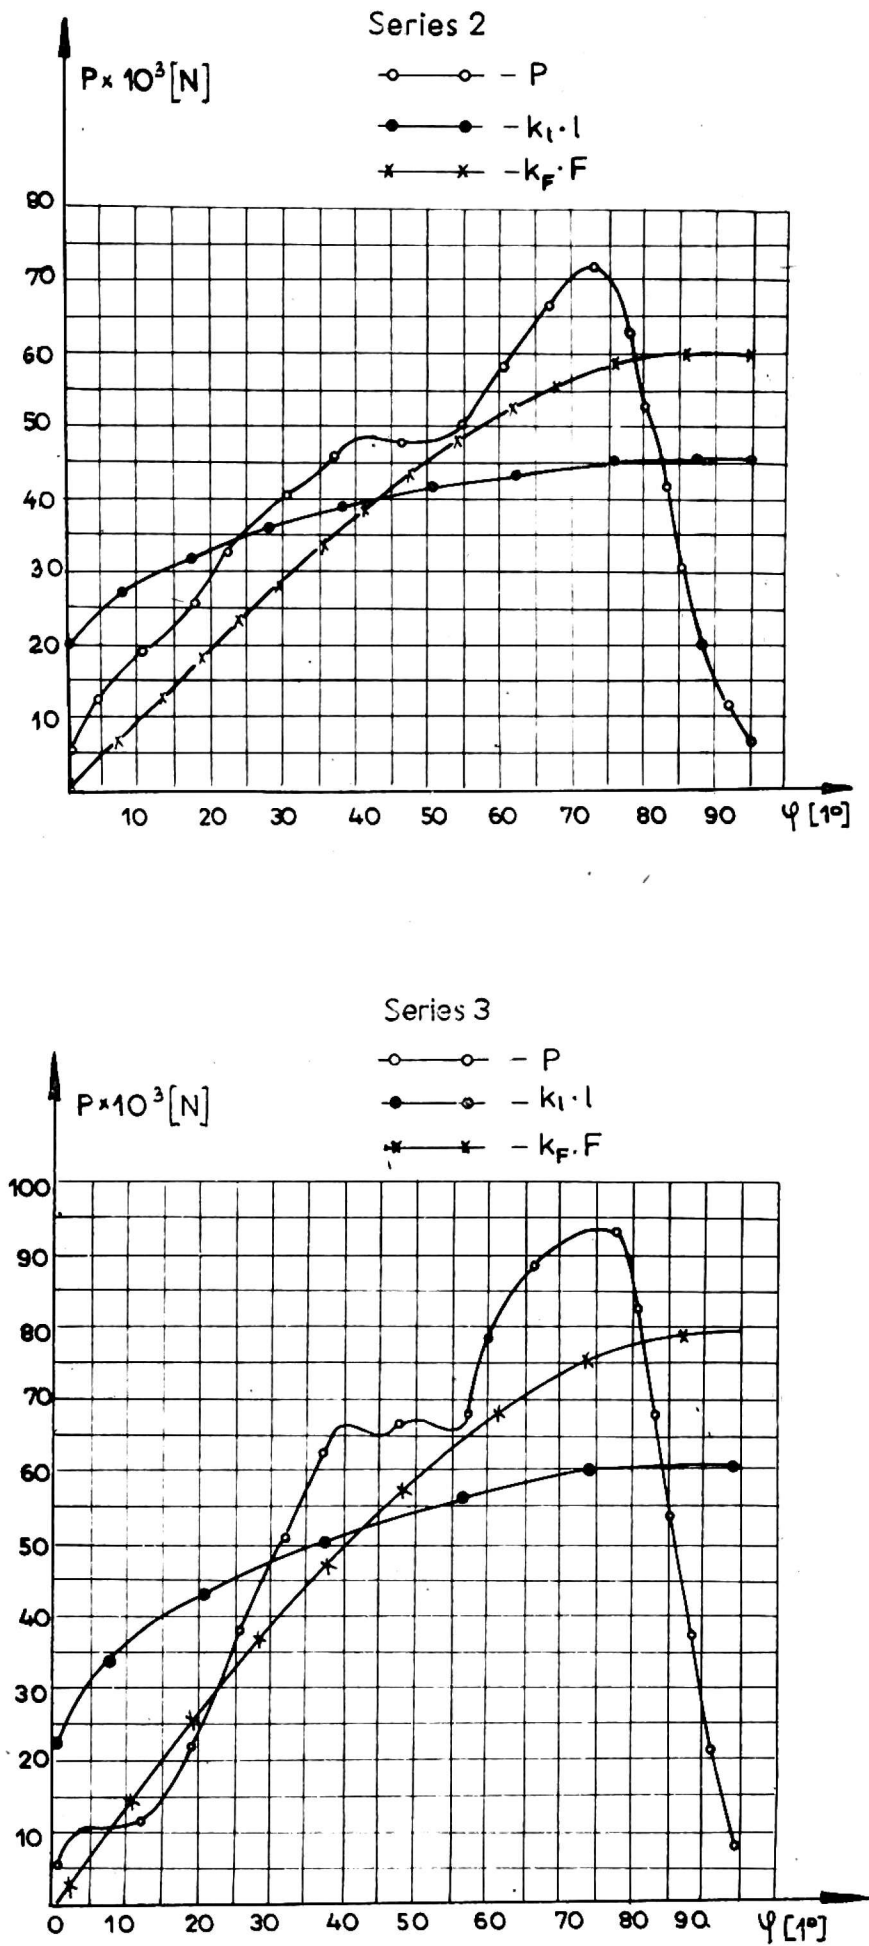 Series 2
P× 10³[N]
– P
– kₗ·l
– k_F·F
80
70
60
50
40
30
20
10
10 20 30 40 50 60 70 80 90 φ [1°]
Series 3
P×10³[N]
– P
– kₗ·l
– k_F·F
100
90
80
70
60
50
40
30
20
10
0 10 20 30 40 50 60 70 80 90 φ [1°]